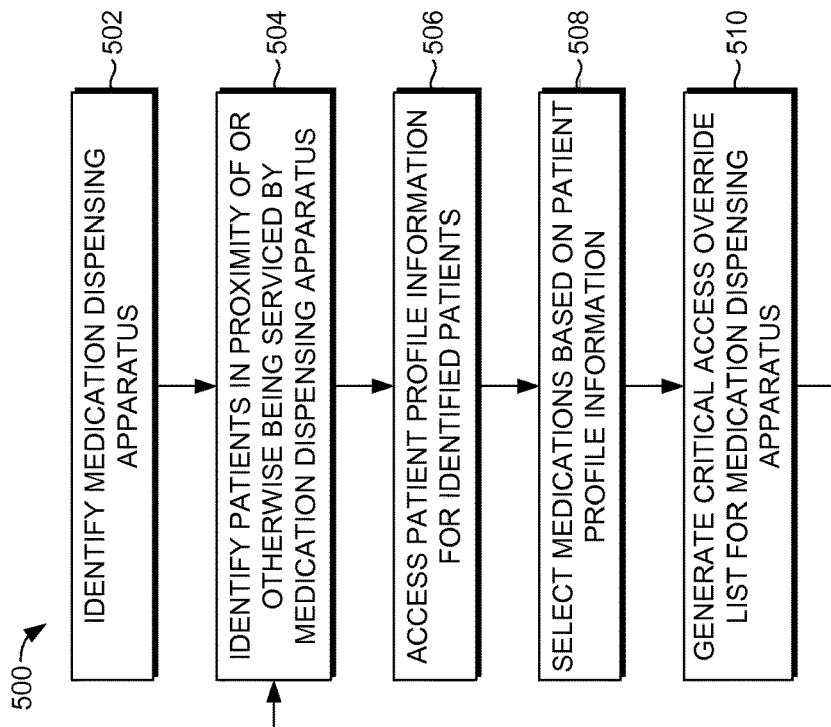 500
IDENTIFY MEDICATION DISPENSING
APPARATUS
502
IDENTIFY PATIENTS IN PROXIMITY OF OR
OTHERWISE BEING SERVICED BY
MEDICATION DISPENSING APPARATUS
504
ACCESS PATIENT PROFILE INFORMATION
FOR IDENTIFIED PATIENTS
506
SELECT MEDICATIONS BASED ON PATIENT
PROFILE INFORMATION
508
GENERATE CRITICAL ACCESS OVERRIDE
LIST FOR MEDICATION DISPENSING
APPARATUS
510